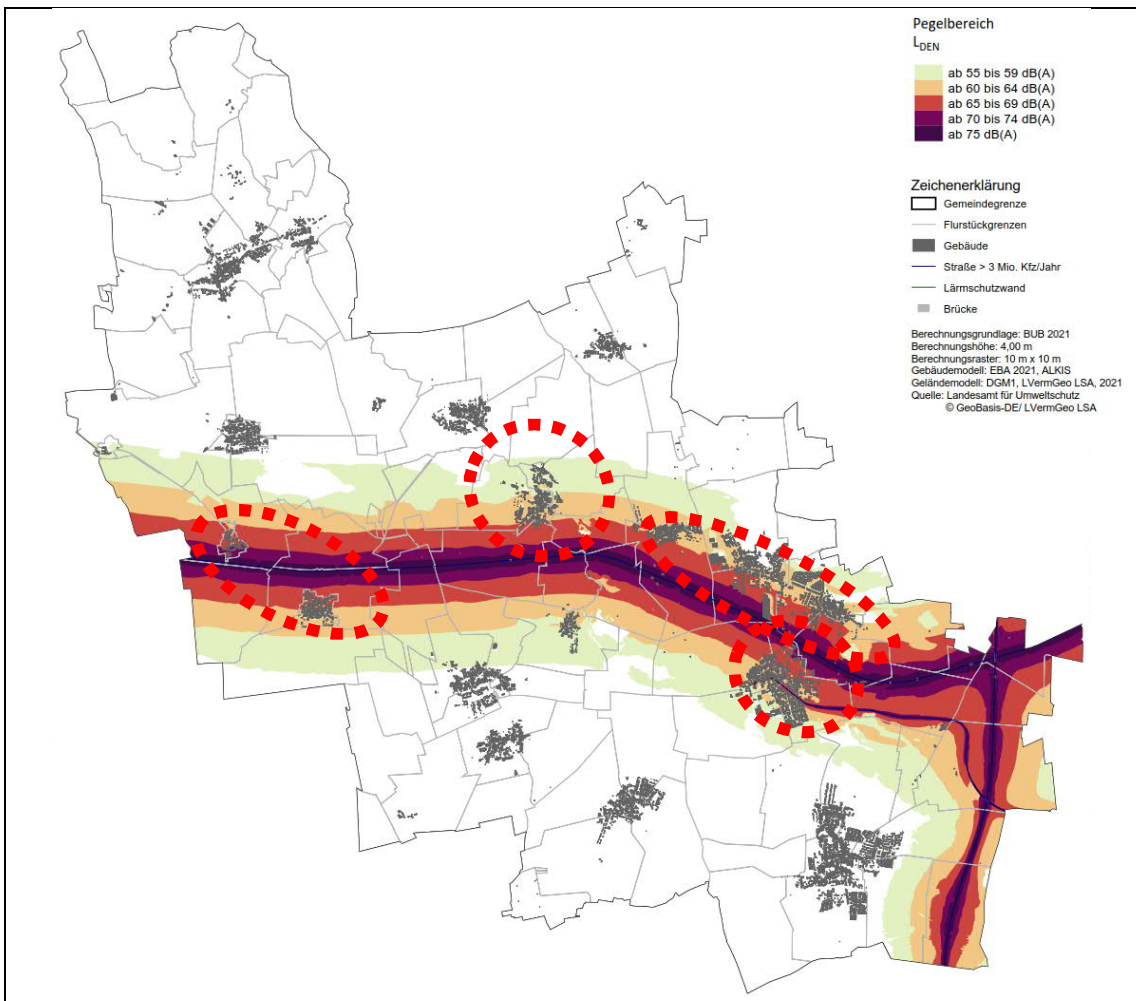 Pegelbereich
LDEN
ab 55 bis 59 dB(A)
ab 60 bis 64 dB(A)
ab 65 bis 69 dB(A)
ab 70 bis 74 dB(A)
ab 75 dB(A)
Zeichenerklärung
Gemeindegrenze
Flurstückgrenzen
Gebäude
Straße > 3 Mio. Kfz/Jahr
Lärmschutzwand
Brücke
Berechnungsgrundlage: BUB 2021
Berechnungshöhe: 4,00 m
Berechnungsraster: 10 m x 10 m
Gebäudemodell: EBA 2021, ALKIS
Geländemodell: DGM1, LVermGeo LSA, 2021
Quelle: Landesamt für Umweltschutz
© GeoBasis-DE/ LVermGeo LSA